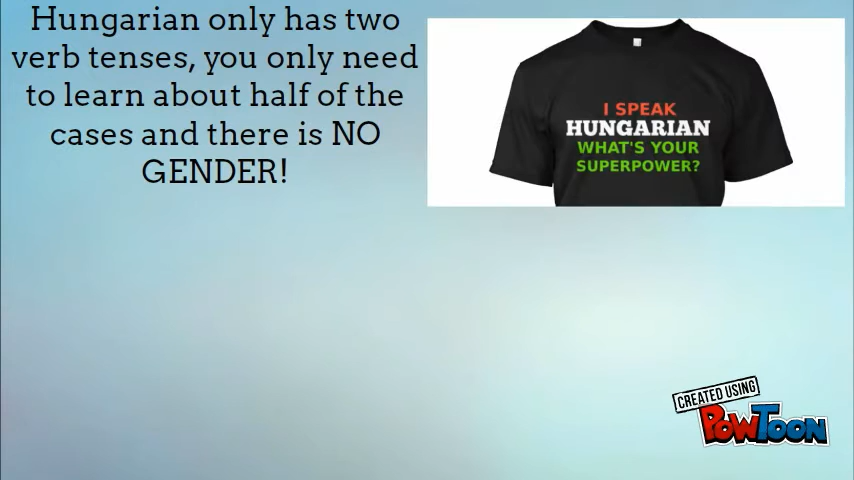 Hungarian only has two
verb tenses, you only need
to learn about half of the
cases and there is NO
GENDER!
I SPEAK
HUNGARIAN
WHAT'S YOUR
SUPERPOWER?
CREATED USING
POWTOON